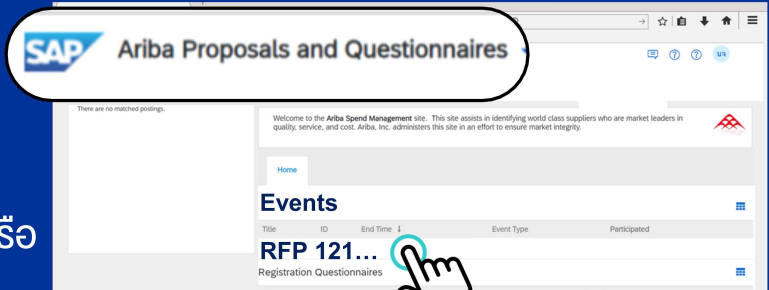 SAP Ariba Proposals and Questionnaires
นจ
There are no matched postings.
Welcome to the Ariba Spend Management site. This site assists in identifying world class suppliers who are market leaders in
quality, service, and cost. Ariba, Inc. administers this site in an effort to ensure market integrity.
Home
Events
Title ID End Time ↓ Event Type Participated
RFP 121...
Registration Questionnaires